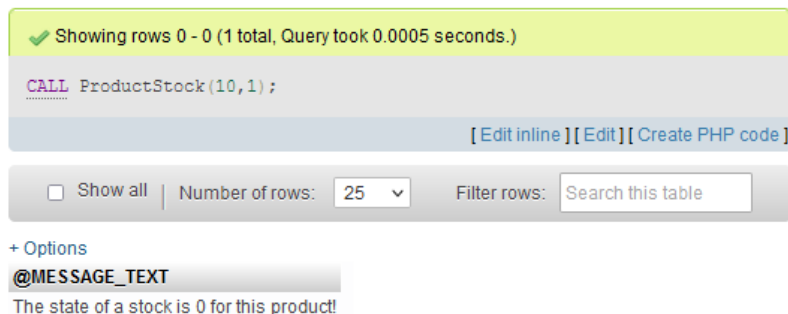 Showing rows 0 - 0 (1 total, Query took 0.0005 seconds.)
CALL ProductStock(10,1);
[ Edit inline ] [ Edit ] [ Create PHP code ]
Show all | Number of rows: 25 Filter rows: Search this table
+ Options
@MESSAGE_TEXT
The state of a stock is 0 for this product!